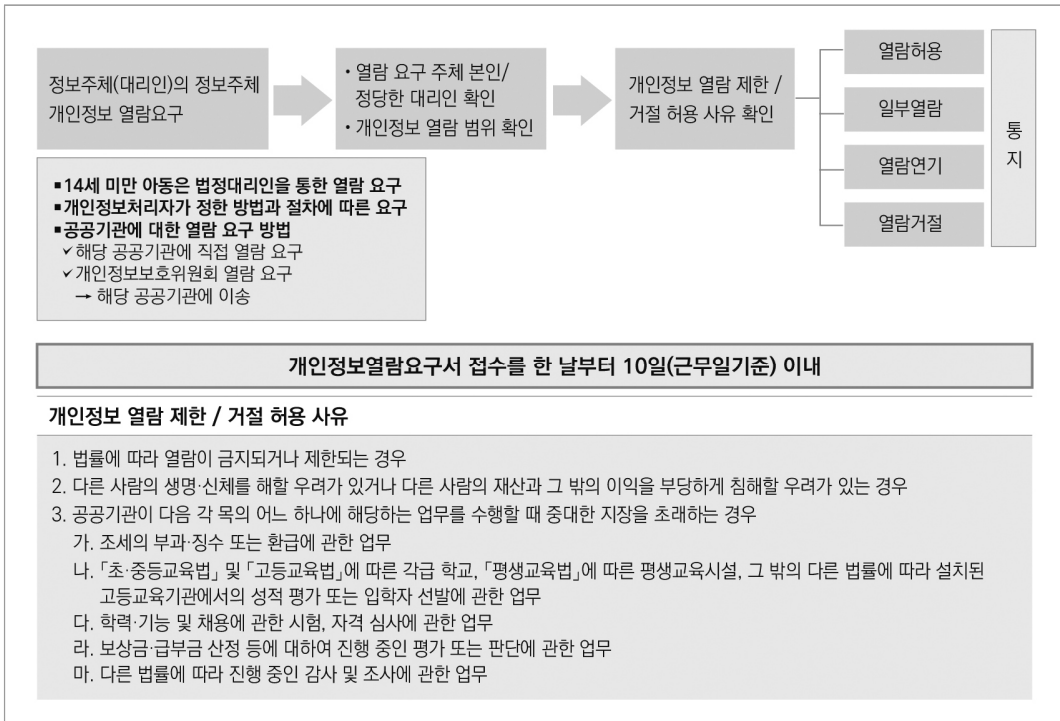 정보주체(대리인)의 정보주체
개인정보 열람요구
· 열람 요구 주체 본인/
정당한 대리인 확인
· 개인정보 열람 범위 확인
개인정보 열람 제한 /
거절 허용 사유 확인
열람허용
일부열람
열람연기
열람거절
통
지
▪14세 미만 아동은 법정대리인을 통한 열람 요구
▪개인정보처리자가 정한 방법과 절차에 따른 요구
▪공공기관에 대한 열람 요구 방법
✓해당 공공기관에 직접 열람 요구
✓개인정보보호위원회 열람 요구
→ 해당 공공기관에 이송
개인정보열람요구서 접수를 한 날부터 10일(근무일기준) 이내
개인정보 열람 제한 / 거절 허용 사유
1. 법률에 따라 열람이 금지되거나 제한되는 경우
2. 다른 사람의 생명·신체를 해할 우려가 있거나 다른 사람의 재산과 그 밖의 이익을 부당하게 침해할 우려가 있는 경우
3. 공공기관이 다음 각 목의 어느 하나에 해당하는 업무를 수행할 때 중대한 지장을 초래하는 경우
가. 조세의 부과·징수 또는 환급에 관한 업무
나. 「초·중등교육법」 및 「고등교육법」에 따른 각급 학교, 「평생교육법」에 따른 평생교육시설, 그 밖의 다른 법률에 따라 설치된
고등교육기관에서의 성적 평가 또는 입학자 선발에 관한 업무
다. 학력·기능 및 채용에 관한 시험, 자격 심사에 관한 업무
라. 보상금·급부금 산정 등에 대하여 진행 중인 평가 또는 판단에 관한 업무
마. 다른 법률에 따라 진행 중인 감사 및 조사에 관한 업무